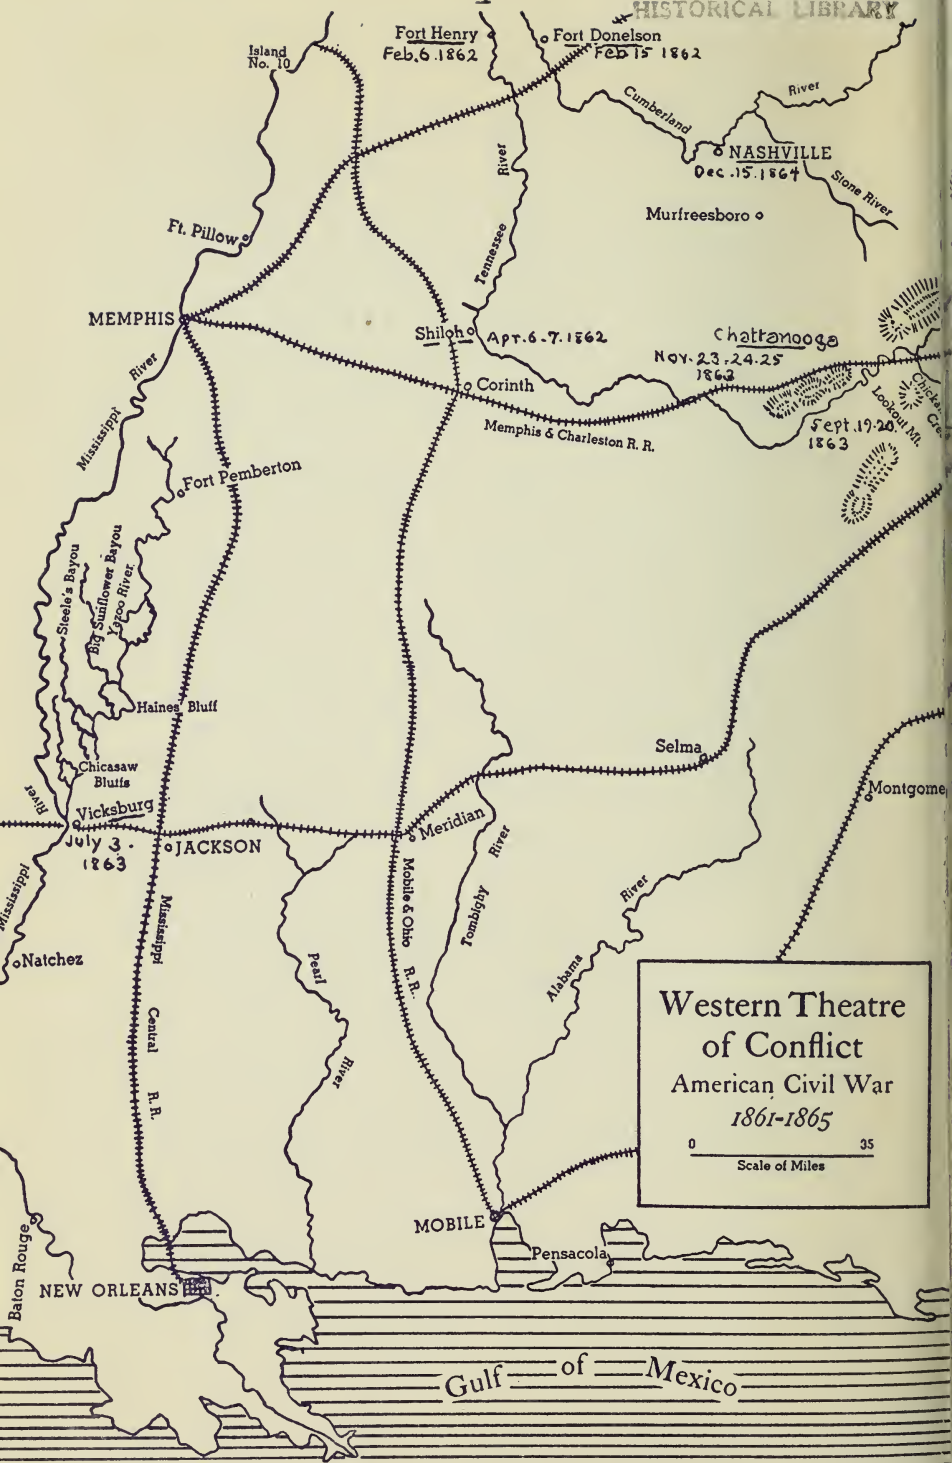 HISTORICAL LIBRARY
Island
No. 10
Fort Henry
Feb. 6. 1862
Fort Donelson
Feb 15 1862
Cumberland
River
NASHVILLE
Dec. 15. 1864
Stone River
Murfreesboro
River
Tennessee
Ft. Pillow
MEMPHIS
Shiloh
Apr. 6-7. 1862
Chattanooga
Nov. 23-24-25
1863
Corinth
Memphis & Charleston R. R.
Lookout Mt.
Sept. 19-20.
1863
River
Mississippi
Fort Pemberton
Steele's Bayou
Big Sunflower Bayou
Yazoo River
Haines Bluff
Chicasaw
Bluffs
River
Vicksburg
July 3.
1863
JACKSON
Meridian
Selma
Montgome
Mississippi
Natchez
Mississippi Central R. R.
Pearl River
Mobile & Ohio R. R.
Tombigby River
Alabama River
Western Theatre
of Conflict
American Civil War
1861-1865
0 35
Scale of Miles
MOBILE
Pensacola
Baton Rouge
NEW ORLEANS
Gulf of Mexico